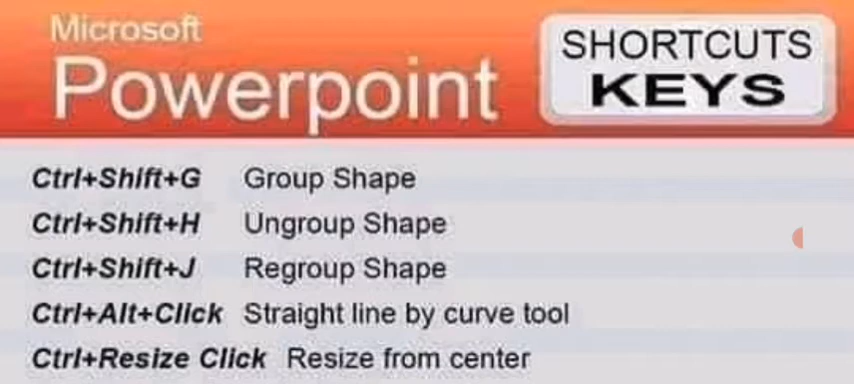 Microsoft
Powerpoint
SHORTCUTS
KEYS
Ctrl+Shift+G Group Shape
Ctrl+Shift+H Ungroup Shape
Ctrl+Shift+J Regroup Shape
Ctrl+Alt+Click Straight line by curve tool
Ctrl+Resize Click Resize from center